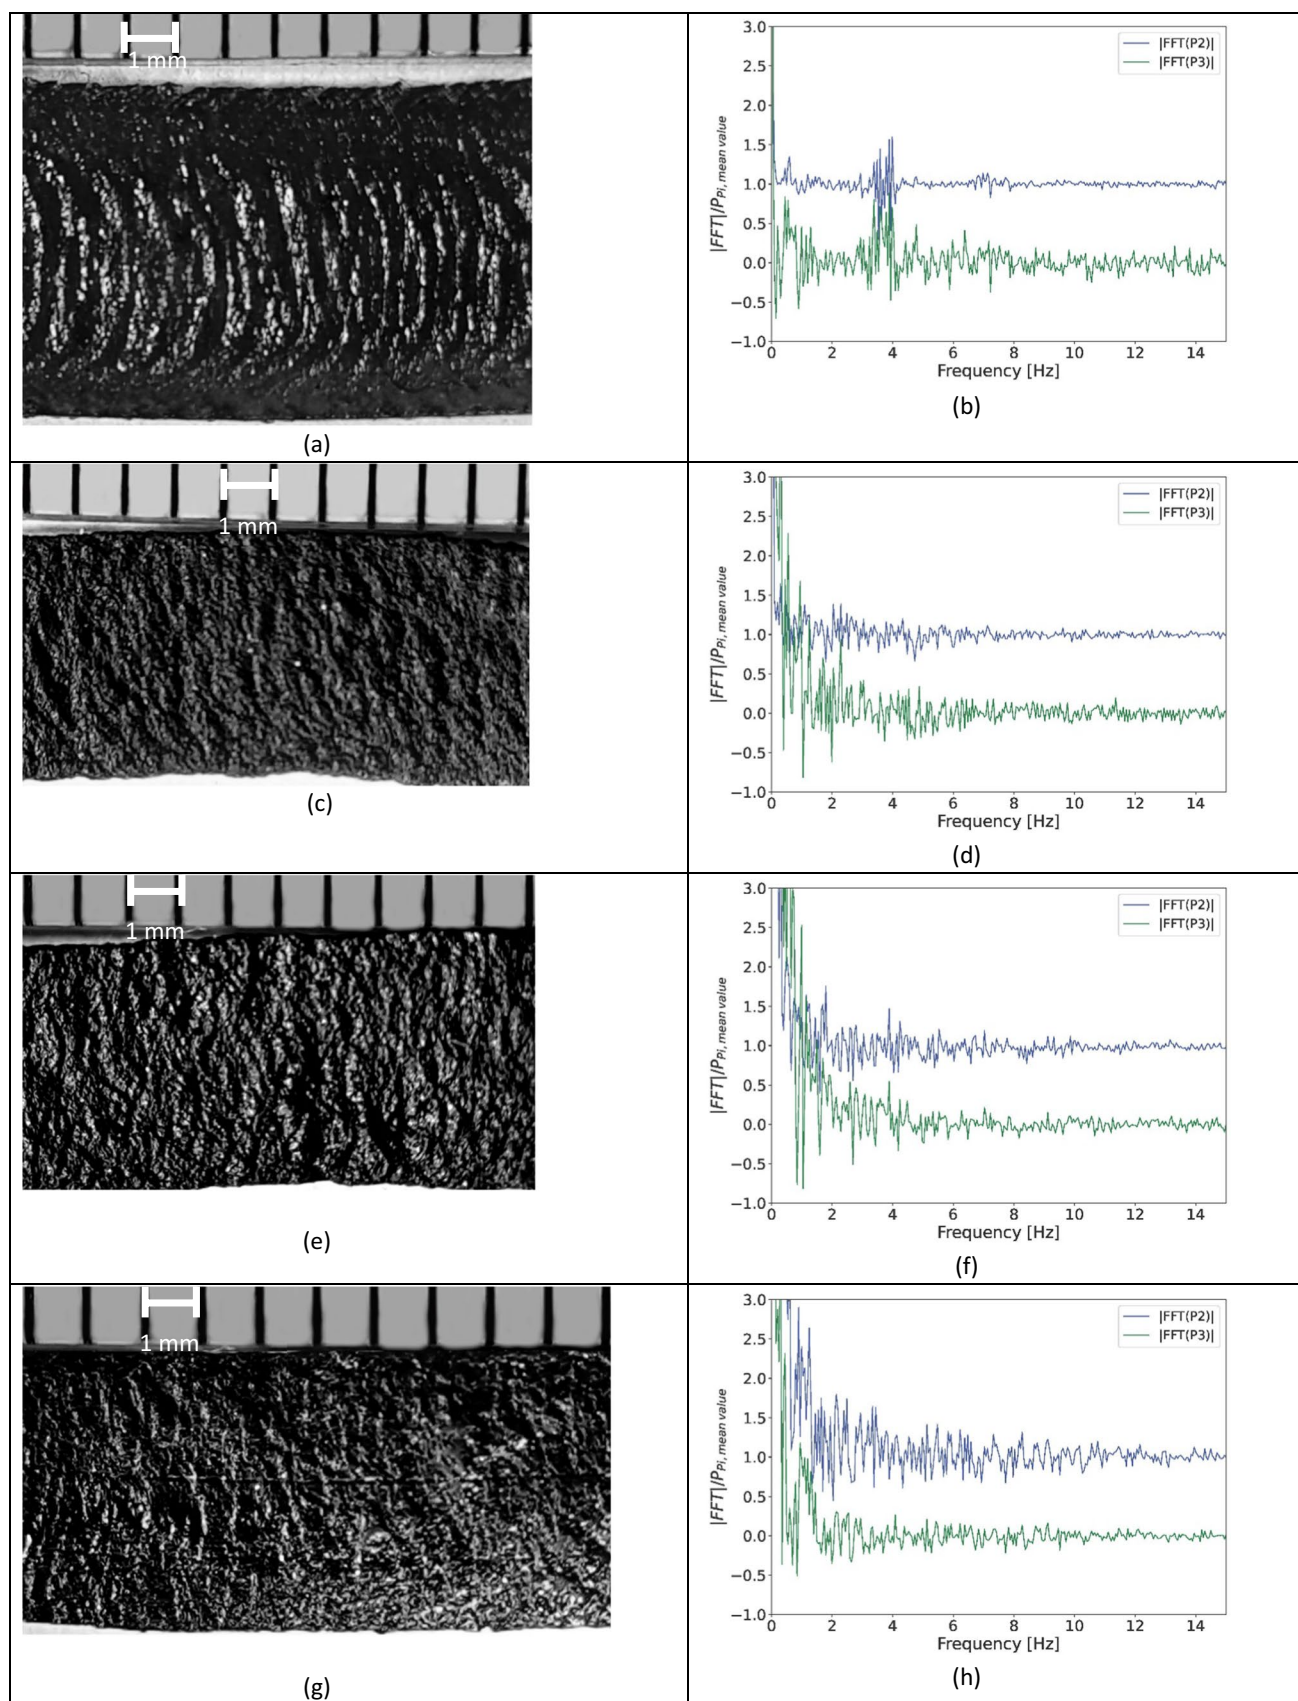 1 mm
(a)
3.0
2.5
2.0
1.5
1.0
0.5
0.0
−0.5
−1.0
|FFT|/P_{Pi, mean value}
|FFT(P2)|
|FFT(P3)|
0 2 4 6 8 10 12 14
Frequency [Hz]
(b)
1 mm
(c)
3.0
2.5
2.0
1.5
1.0
0.5
0.0
−0.5
−1.0
|FFT|/P_{Pi, mean value}
|FFT(P2)|
|FFT(P3)|
0 2 4 6 8 10 12 14
Frequency [Hz]
(d)
1 mm
(e)
3.0
2.5
2.0
1.5
1.0
0.5
0.0
−0.5
−1.0
|FFT|/P_{Pi, mean value}
|FFT(P2)|
|FFT(P3)|
0 2 4 6 8 10 12 14
Frequency [Hz]
(f)
1 mm
(g)
3.0
2.5
2.0
1.5
1.0
0.5
0.0
−0.5
−1.0
|FFT|/P_{Pi, mean value}
|FFT(P2)|
|FFT(P3)|
0 2 4 6 8 10 12 14
Frequency [Hz]
(h)